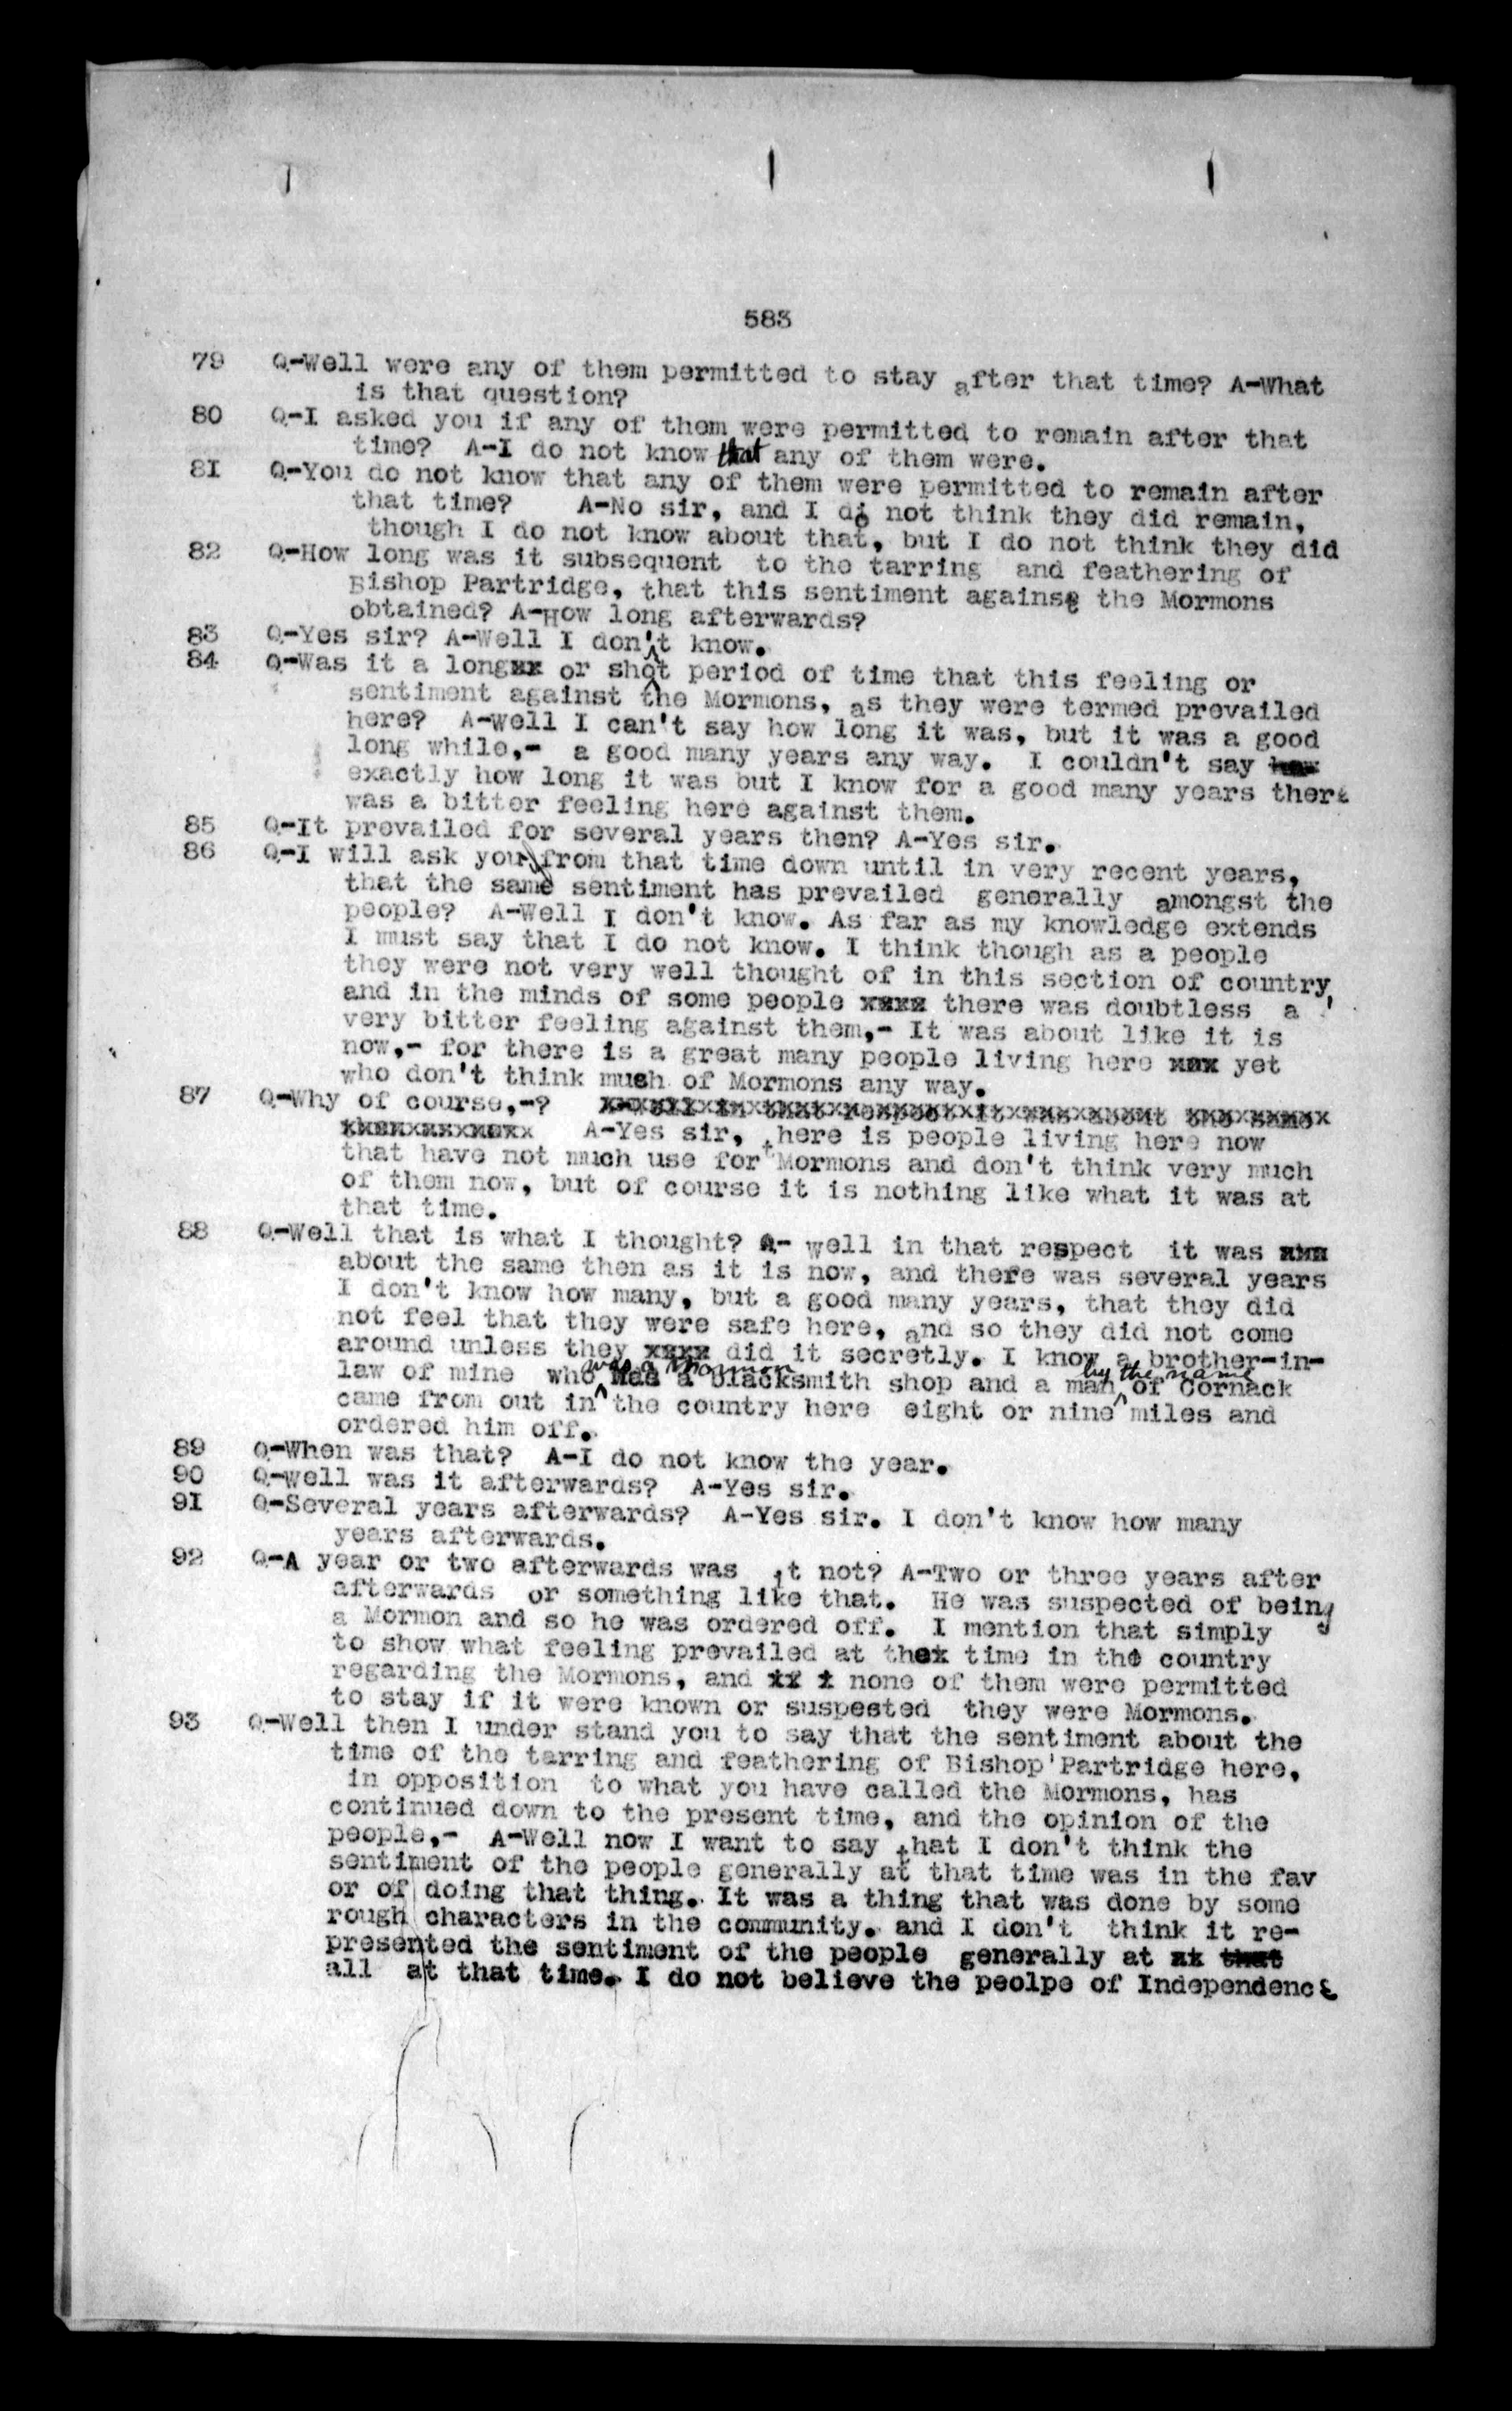 583
79 Q-Well were any of them permitted to stay after that time? A-What
is that question?
80 Q-I asked you if any of them were permitted to remain after that
time? A-I do not know that any of them were.
81 Q-You do not know that any of them were permitted to remain after
that time? A-No sir, and I do not think they did remain,
though I do not know about that, but I do not think they did
82 Q-How long was it subsequent to the tarring and feathering of
Bishop Partridge, that this sentiment against the Mormons
obtained? A-How long afterwards?
83 Q-Yes sir? A-Well I don't know.
84 Q-Was it a longxx or shot period of time that this feeling or
sentiment against the Mormons, as they were termed prevailed
here? A-Well I can't say how long it was, but it was a good
long while,- a good many years any way. I couldn't say how
exactly how long it was but I know for a good many years there
was a bitter feeling here against them.
85 Q-It prevailed for several years then? A-Yes sir.
86 Q-I will ask you from that time down until in very recent years,
that the same sentiment has prevailed generally amongst the
people? A-Well I don't know. As far as my knowledge extends
I must say that I do not know. I think though as a people
they were not very well thought of in this section of country
and in the minds of some people xxxx there was doubtless a
very bitter feeling against them,- It was about like it is
now,- for there is a great many people living here xxx yet
who don't think much of Mormons any way.
87 Q-Why of course,-?
A-Yes sir, there is people living here now
that have not much use for Mormons and don't think very much
of them now, but of course it is nothing like what it was at
that time.
88 Q-Well that is what I thought? A- well in that respect it was xxx
about the same then as it is now, and there was several years
I don't know how many, but a good many years, that they did
not feel that they were safe here, and so they did not come
around unless they xxxx did it secretly. I know a brother-in-
was a Mormon by the name
law of mine who had a blacksmith shop and a man of Cornack
came from out in the country here eight or nine miles and
ordered him off.
89 Q-When was that? A-I do not know the year.
90 Q-Well was it afterwards? A-Yes sir.
91 Q-Several years afterwards? A-Yes sir. I don't know how many
years afterwards.
92 Q-A year or two afterwards was it not? A-Two or three years after
afterwards or something like that. He was suspected of being
a Mormon and so he was ordered off. I mention that simply
to show what feeling prevailed at thex time in the country
regarding the Mormons, and xx x none of them were permitted
to stay if it were known or suspected they were Mormons.
93 Q-Well then I under stand you to say that the sentiment about the
time of the tarring and feathering of Bishop'Partridge here,
in opposition to what you have called the Mormons, has
continued down to the present time, and the opinion of the
people,- A-Well now I want to say that I don't think the
sentiment of the people generally at that time was in the fav
or of doing that thing. It was a thing that was done by some
rough characters in the community. and I don't think it re-
presented the sentiment of the people generally at xx that
all at that time. I do not believe the peolpe of Independence